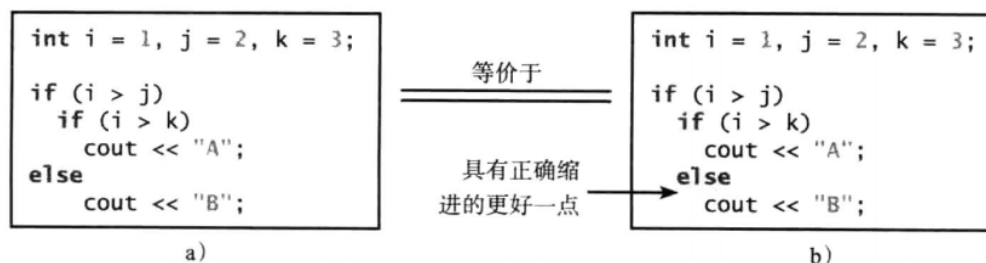 int i = 1, j = 2, k = 3;
if (i > j)
if (i > k)
cout << "A";
else
cout << "B";
a)
等价于
具有正确缩
进的更好一点
int i = 1, j = 2, k = 3;
if (i > j)
if (i > k)
cout << "A";
else
cout << "B";
b)